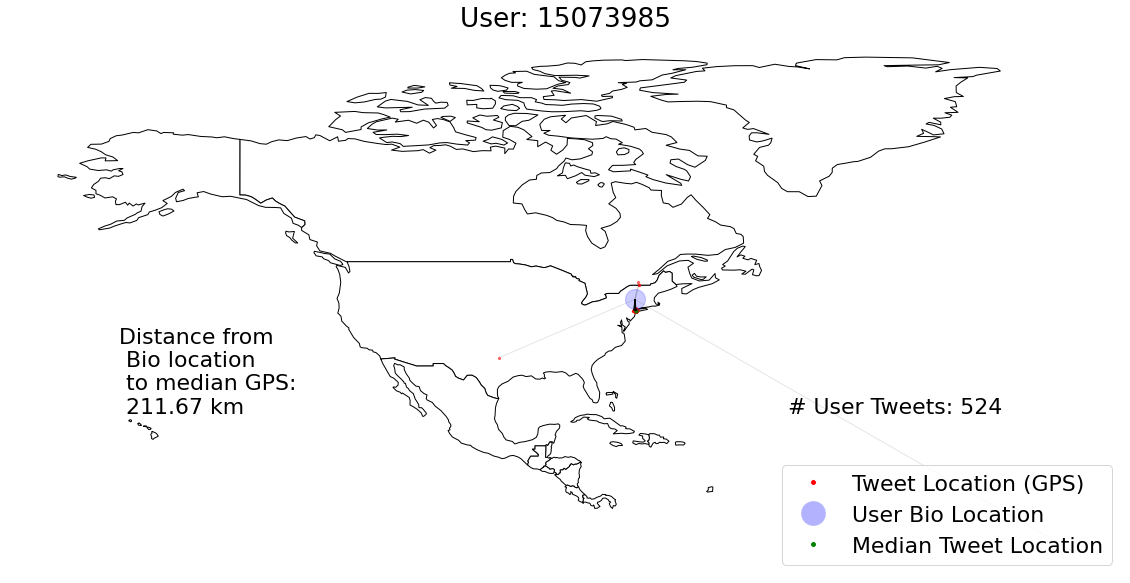 User: 15073985
Distance from
Bio location
to median GPS:
211.67 km
# User Tweets: 524
Tweet Location (GPS)
User Bio Location
Median Tweet Location